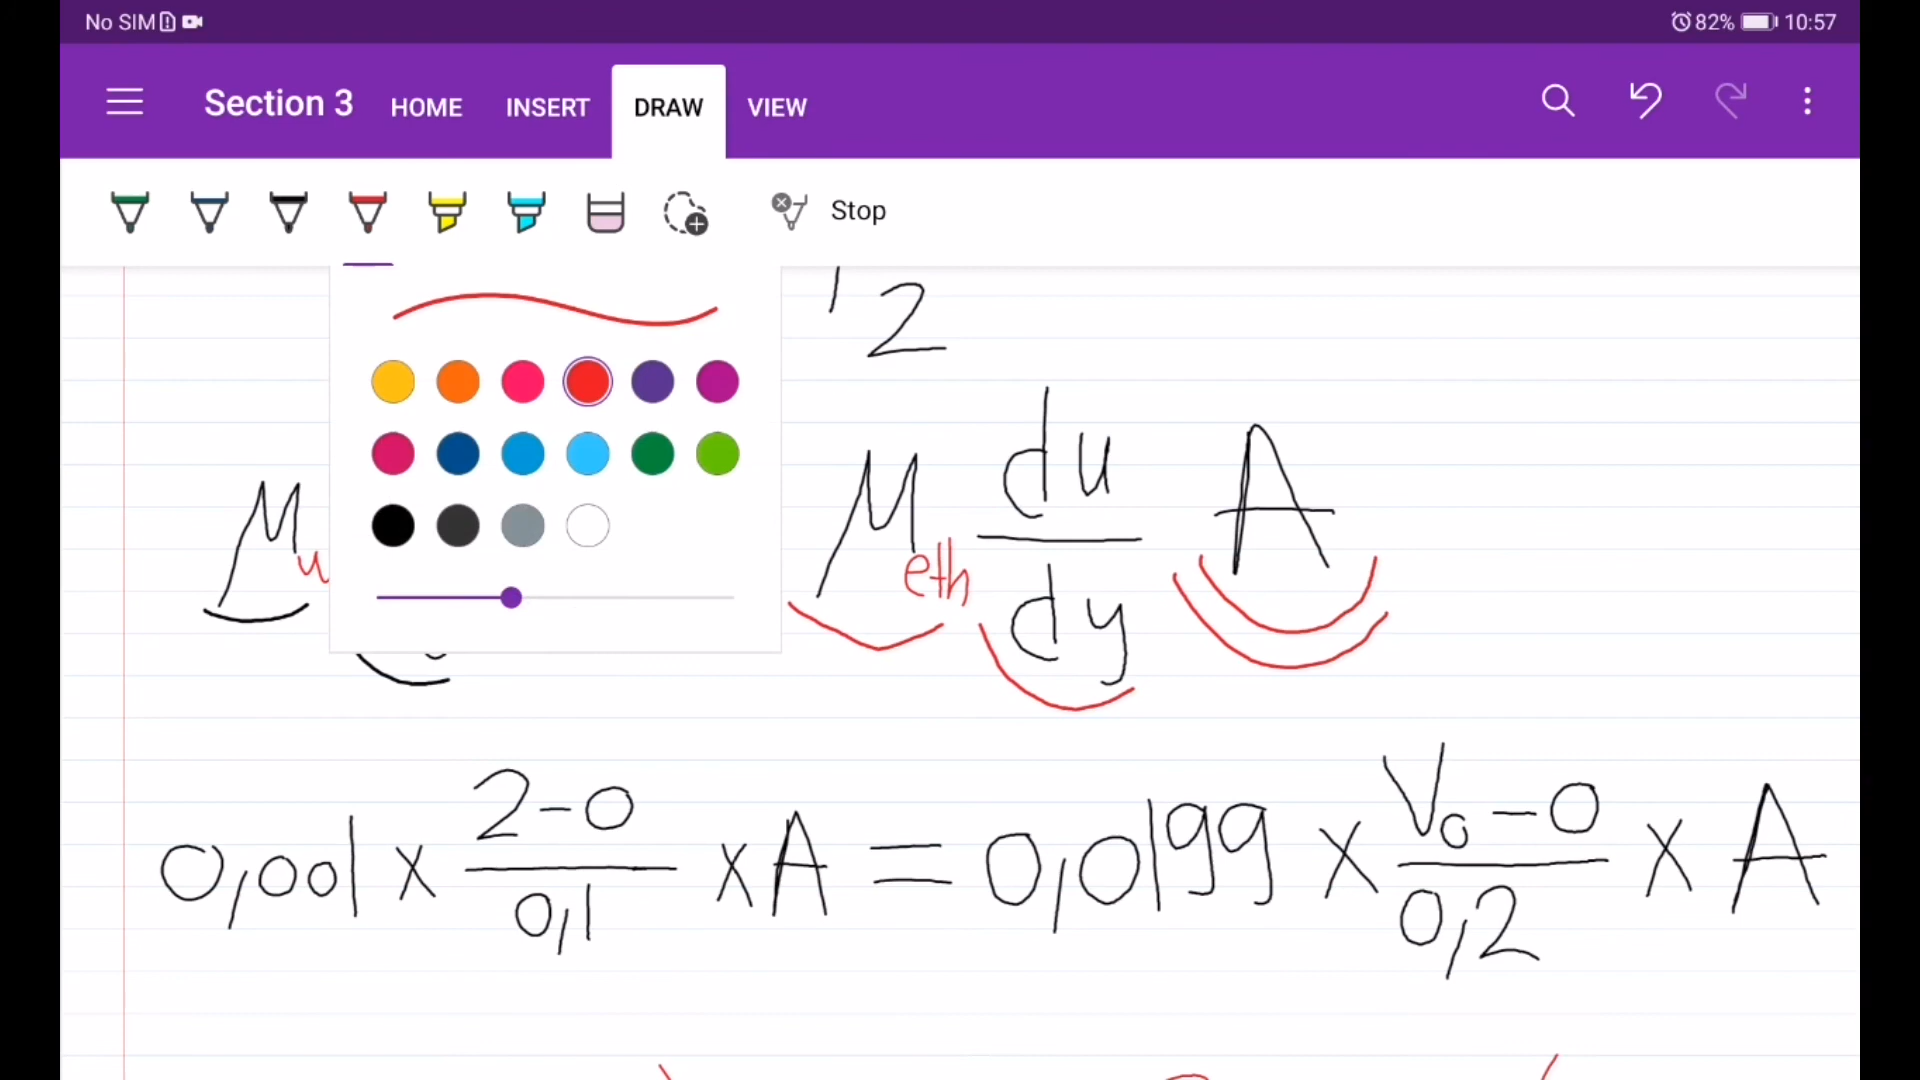 No SIM 82% 10:57
Section 3 HOME INSERT DRAW VIEW
Stop
2
μ du A
eth
dy
0,001 x 2-0 x A = 0,0199 x V0-0 x A
0,1 0,2